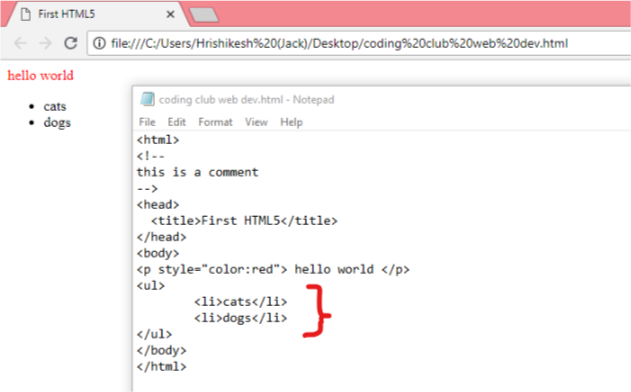 First HTML5
file:///C:/Users/Hrishikesh%20(Jack)/Desktop/coding%20club%20web%20dev.html
hello world
cats
dogs
coding club web dev.html - Notepad
File Edit Format View Help
<html>
<!--
this is a comment
-->
<head>
  <title>First HTML5</title>
</head>
<body>
<p style="color:red"> hello world </p>
<ul>
        <li>cats</li>
        <li>dogs</li>
</ul>
</body>
</html>